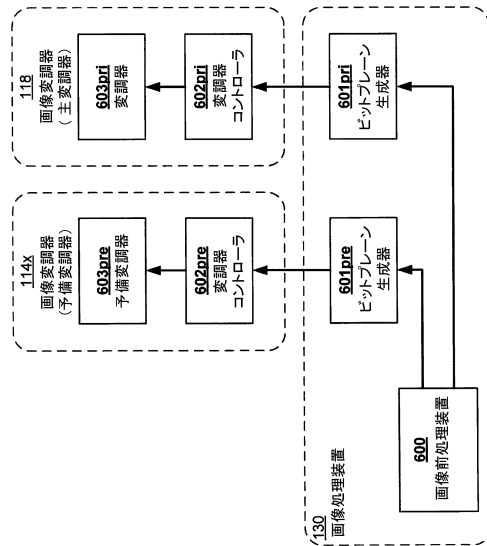 118
画像変調器
(主変調器)
603pri
変調器
602pri
変調器
コントローラ
601pri
ビットプレーン
生成器
114x
画像変調器
(予備変調器)
603pre
予備変調器
602pre
変調器
コントローラ
601pre
ビットプレーン
生成器
130
画像処理装置
600
画像前処理装置